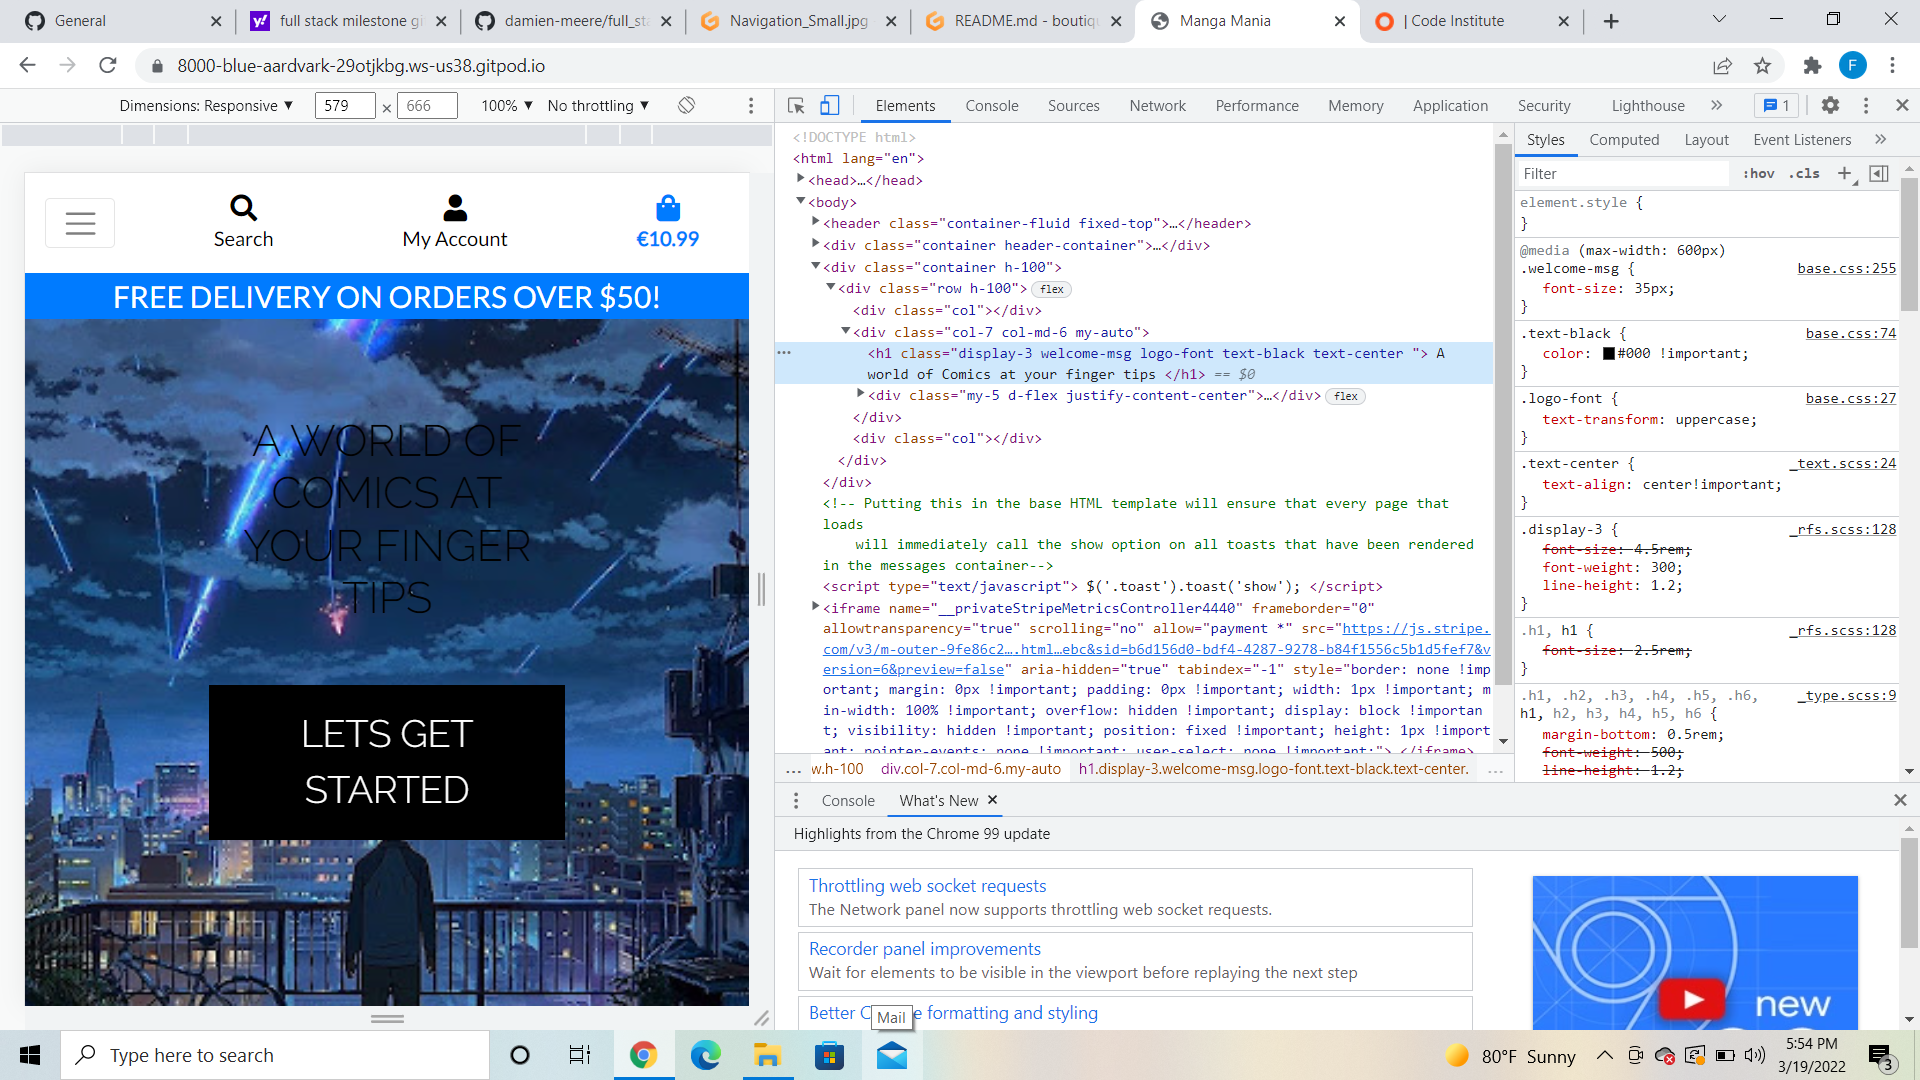 General
full stack milestone gi
damien-meere/full_sta
Navigation_Small.jpg
README.md - boutiq
Manga Mania
| Code Institute
8000-blue-aardvark-29otjkbg.ws-us38.gitpod.io
F
Dimensions: Responsive ▼ 579 × 666 100% ▼ No throttling ▼
Elements Console Sources Network Performance Memory Application Security Lighthouse » 1
Search
My Account
€10.99
FREE DELIVERY ON ORDERS OVER $50!
A WORLD OF
COMICS AT
YOUR FINGER
TIPS
LETS GET
STARTED
<!DOCTYPE html>
<html lang="en">
<head>…</head>
<body>
<header class="container-fluid fixed-top">…</header>
<div class="container header-container">…</div>
<div class="container h-100">
<div class="row h-100"> flex
<div class="col"></div>
<div class="col-7 col-md-6 my-auto">
<h1 class="display-3 welcome-msg logo-font text-black text-center "> A
world of Comics at your finger tips </h1> == $0
<div class="my-5 d-flex justify-content-center">…</div> flex
</div>
<div class="col"></div>
</div>
</div>
<!-- Putting this in the base HTML template will ensure that every page that
loads
will immediately call the show option on all toasts that have been rendered
in the messages container-->
<script type="text/javascript"> $('.toast').toast('show'); </script>
<iframe name="__privateStripeMetricsController4440" frameborder="0"
allowtransparency="true" scrolling="no" allow="payment *" src="https://js.stripe.
com/v3/m-outer-9fe86c2….html…ebc&sid=b6d156d0-bdf4-4287-9278-b84f1556c5b1d5fef7&v
ersion=6&preview=false" aria-hidden="true" tabindex="-1" style="border: none !imp
ortant; margin: 0px !important; padding: 0px !important; width: 1px !important; m
in-width: 100% !important; overflow: hidden !important; display: block !importan
t; visibility: hidden !important; position: fixed !important; height: 1px !import
ant; pointer-events: none !important; user-select: none !important;"> </iframe>
... w.h-100 div.col-7.col-md-6.my-auto h1.display-3.welcome-msg.logo-font.text-black.text-center. ...
Styles Computed Layout Event Listeners »
Filter :hov .cls +
element.style {
}
@media (max-width: 600px)
.welcome-msg { base.css:255
font-size: 35px;
}
.text-black { base.css:74
color: #000 !important;
}
.logo-font { base.css:27
text-transform: uppercase;
}
.text-center { _text.scss:24
text-align: center!important;
}
.display-3 { _rfs.scss:128
font-size: 4.5rem;
font-weight: 300;
line-height: 1.2;
}
.h1, h1 { _rfs.scss:128
font-size: 2.5rem;
}
.h1, .h2, .h3, .h4, .h5, .h6, _type.scss:9
h1, h2, h3, h4, h5, h6 {
margin-bottom: 0.5rem;
font-weight: 500;
line-height: 1.2;
Console What's New ×
Highlights from the Chrome 99 update
Throttling web socket requests
The Network panel now supports throttling web socket requests.
Recorder panel improvements
Wait for elements to be visible in the viewport before replaying the next step
Better C e formatting and styling
Mail
new
Type here to search
80°F Sunny
5:54 PM
3/19/2022
3